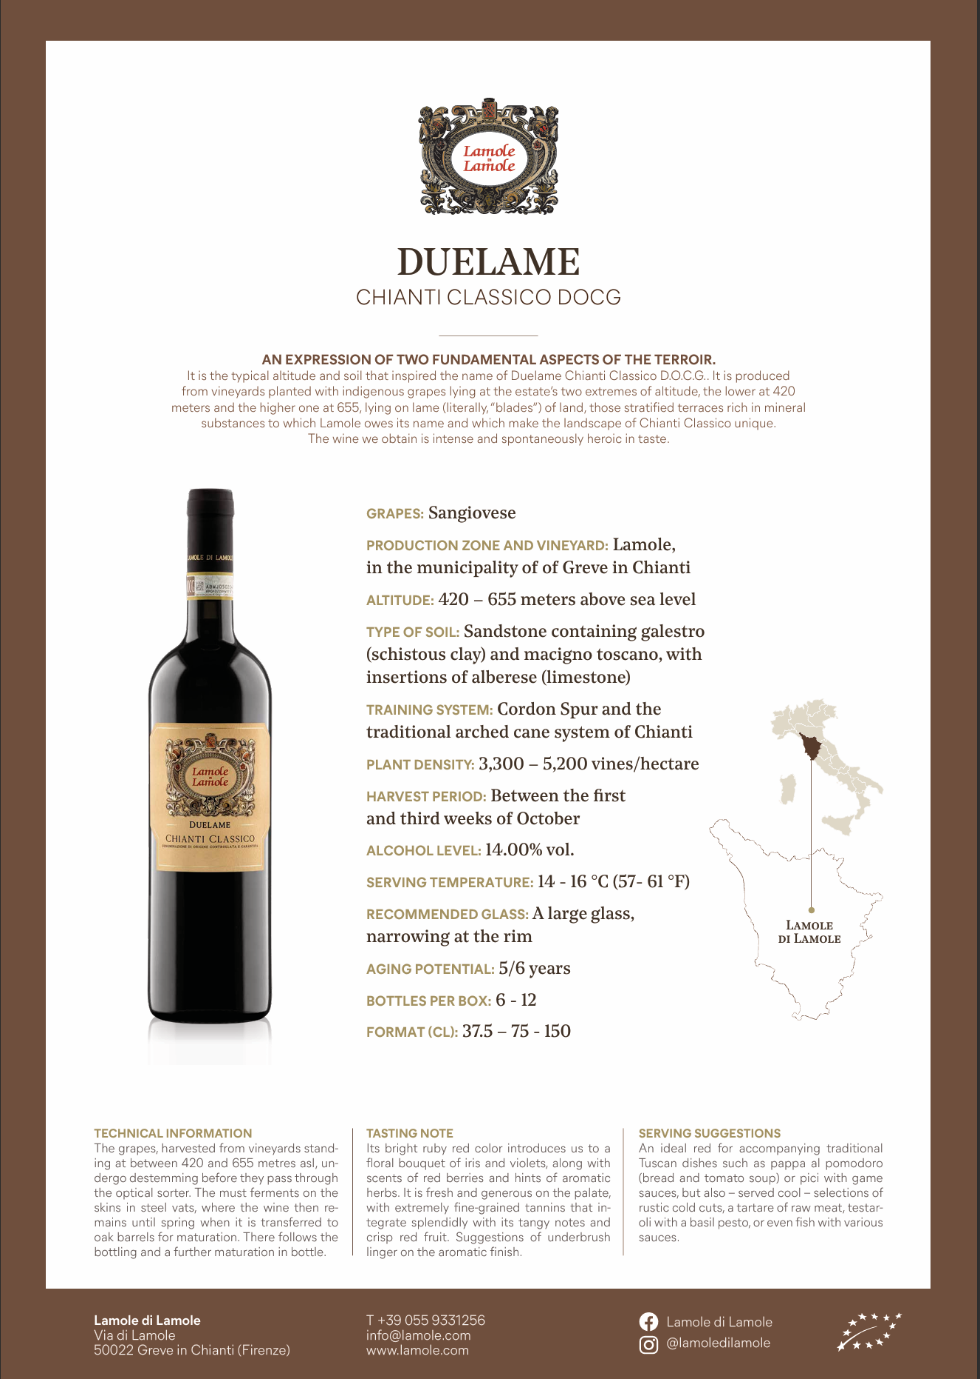 Lamole
di
Lamole
DUELAME
CHIANTI CLASSICO DOCG
AN EXPRESSION OF TWO FUNDAMENTAL ASPECTS OF THE TERROIR.
It is the typical altitude and soil that inspired the name of Duelame Chianti Classico D.O.C.G.. It is produced
from vineyards planted with indigenous grapes lying at the estate's two extremes of altitude, the lower at 420
meters and the higher one at 655, lying on lame (literally, "blades") of land, those stratified terraces rich in mineral
substances to which Lamole owes its name and which make the landscape of Chianti Classico unique.
The wine we obtain is intense and spontaneously heroic in taste.
LAMOLE DI LAMOLE
Lamole
di
Lamole
DUELAME
CHIANTI CLASSICO
DENOMINAZIONE DI ORIGINE CONTROLLATA E GARANTITA
GRAPES: Sangiovese
PRODUCTION ZONE AND VINEYARD: Lamole,
in the municipality of of Greve in Chianti
ALTITUDE: 420 – 655 meters above sea level
TYPE OF SOIL: Sandstone containing galestro
(schistous clay) and macigno toscano, with
insertions of alberese (limestone)
TRAINING SYSTEM: Cordon Spur and the
traditional arched cane system of Chianti
PLANT DENSITY: 3,300 – 5,200 vines/hectare
HARVEST PERIOD: Between the first
and third weeks of October
ALCOHOL LEVEL: 14.00% vol.
SERVING TEMPERATURE: 14 - 16 °C (57- 61 °F)
RECOMMENDED GLASS: A large glass,
narrowing at the rim
AGING POTENTIAL: 5/6 years
BOTTLES PER BOX: 6 - 12
FORMAT (CL): 37.5 – 75 - 150
LAMOLE
DI LAMOLE
TECHNICAL INFORMATION
The grapes, harvested from vineyards stand-
ing at between 420 and 655 metres asl, un-
dergo destemming before they pass through
the optical sorter. The must ferments on the
skins in steel vats, where the wine then re-
mains until spring when it is transferred to
oak barrels for maturation. There follows the
bottling and a further maturation in bottle.
TASTING NOTE
Its bright ruby red color introduces us to a
floral bouquet of iris and violets, along with
scents of red berries and hints of aromatic
herbs. It is fresh and generous on the palate,
with extremely fine-grained tannins that in-
tegrate splendidly with its tangy notes and
crisp red fruit. Suggestions of underbrush
linger on the aromatic finish.
SERVING SUGGESTIONS
An ideal red for accompanying traditional
Tuscan dishes such as pappa al pomodoro
(bread and tomato soup) or pici with game
sauces, but also – served cool – selections of
rustic cold cuts, a tartare of raw meat, testar-
oli with a basil pesto, or even fish with various
sauces.
Lamole di Lamole
Via di Lamole
50022 Greve in Chianti (Firenze)
T +39 055 9331256
info@lamole.com
www.lamole.com
Lamole di Lamole
@lamoledilamole